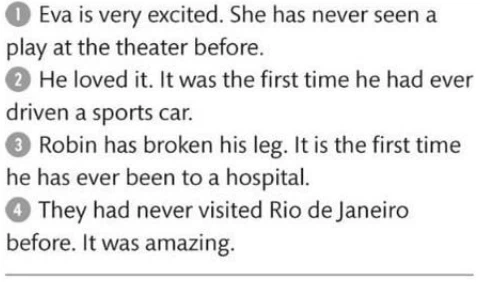 1 Eva is very excited. She has never seen a
play at the theater before.
2 He loved it. It was the first time he had ever
driven a sports car.
3 Robin has broken his leg. It is the first time
he has ever been to a hospital.
4 They had never visited Rio de Janeiro
before. It was amazing.